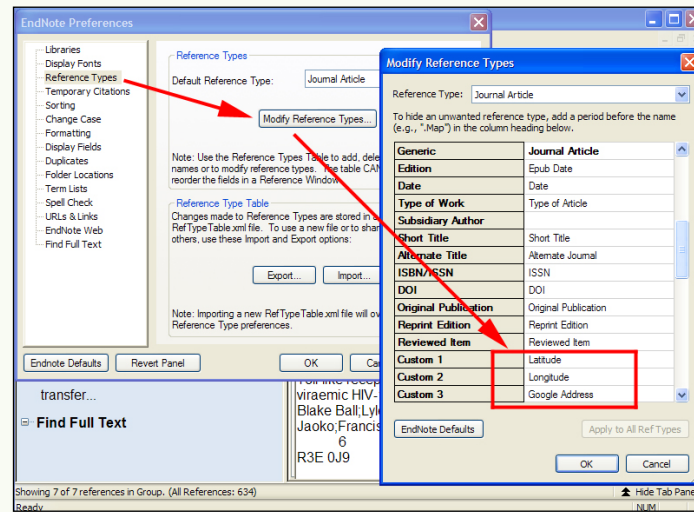 EndNote Preferences
Libraries
Display Fonts
Reference Types
Temporary Citations
Sorting
Change Case
Formatting
Display Fields
Duplicates
Folder Locations
Term Lists
Spell Check
URLs & Links
EndNote Web
Find Full Text
Reference Types
Default Reference Type: Journal Article
Modify Reference Types...
Note: Use the Reference Types Table to add,
names or to modify reference types. The table
reorder the fields in a Reference Window.
Reference Type Table
Changes made to Reference Types are stored in
RefTypeTable.xml file. To use a new file or to
others, use these Import and Export options:
Export... Import...
Note: Importing a new RefTypeTable.xml file will
Reference Type preferences.
Endnote Defaults Revert Panel OK
Modify Reference Types
Reference Type: Journal Article
To hide an unwanted reference type, add a period before the name
(e.g., ".Map") in the column heading below.
Generic Journal Article
Edition Epub Date
Date Date
Type of Work Type of Article
Subsidiary Author
Short Title Short Title
Alternate Title Alternate Journal
ISBN/ISSN ISSN
DOI DOI
Original Publication Original Publication
Reprint Edition Reprint Edition
Reviewed Item Reviewed Item
Custom 1 Latitude
Custom 2 Longitude
Custom 3 Google Address
EndNote Defaults Apply to All Ref Types
OK Cancel
transfer...
Find Full Text
viraemic HIV-
Blake Ball;Lyle
Jaoko;Francis
6
R3E 0J9
Showing 7 of 7 references in Group. (All References: 634)
Hide Tab Pane
Ready
NUM